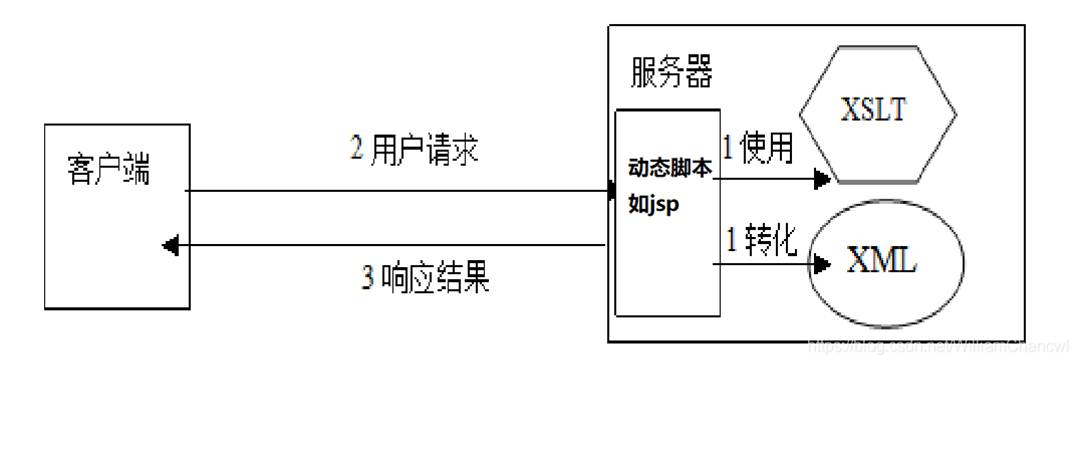 服务器
XSLT
客户端
2 用户请求
动态脚本
如jsp
1 使用
1 转化
XML
3 响应结果
https://blog.csdn.net/WilliamChancwl